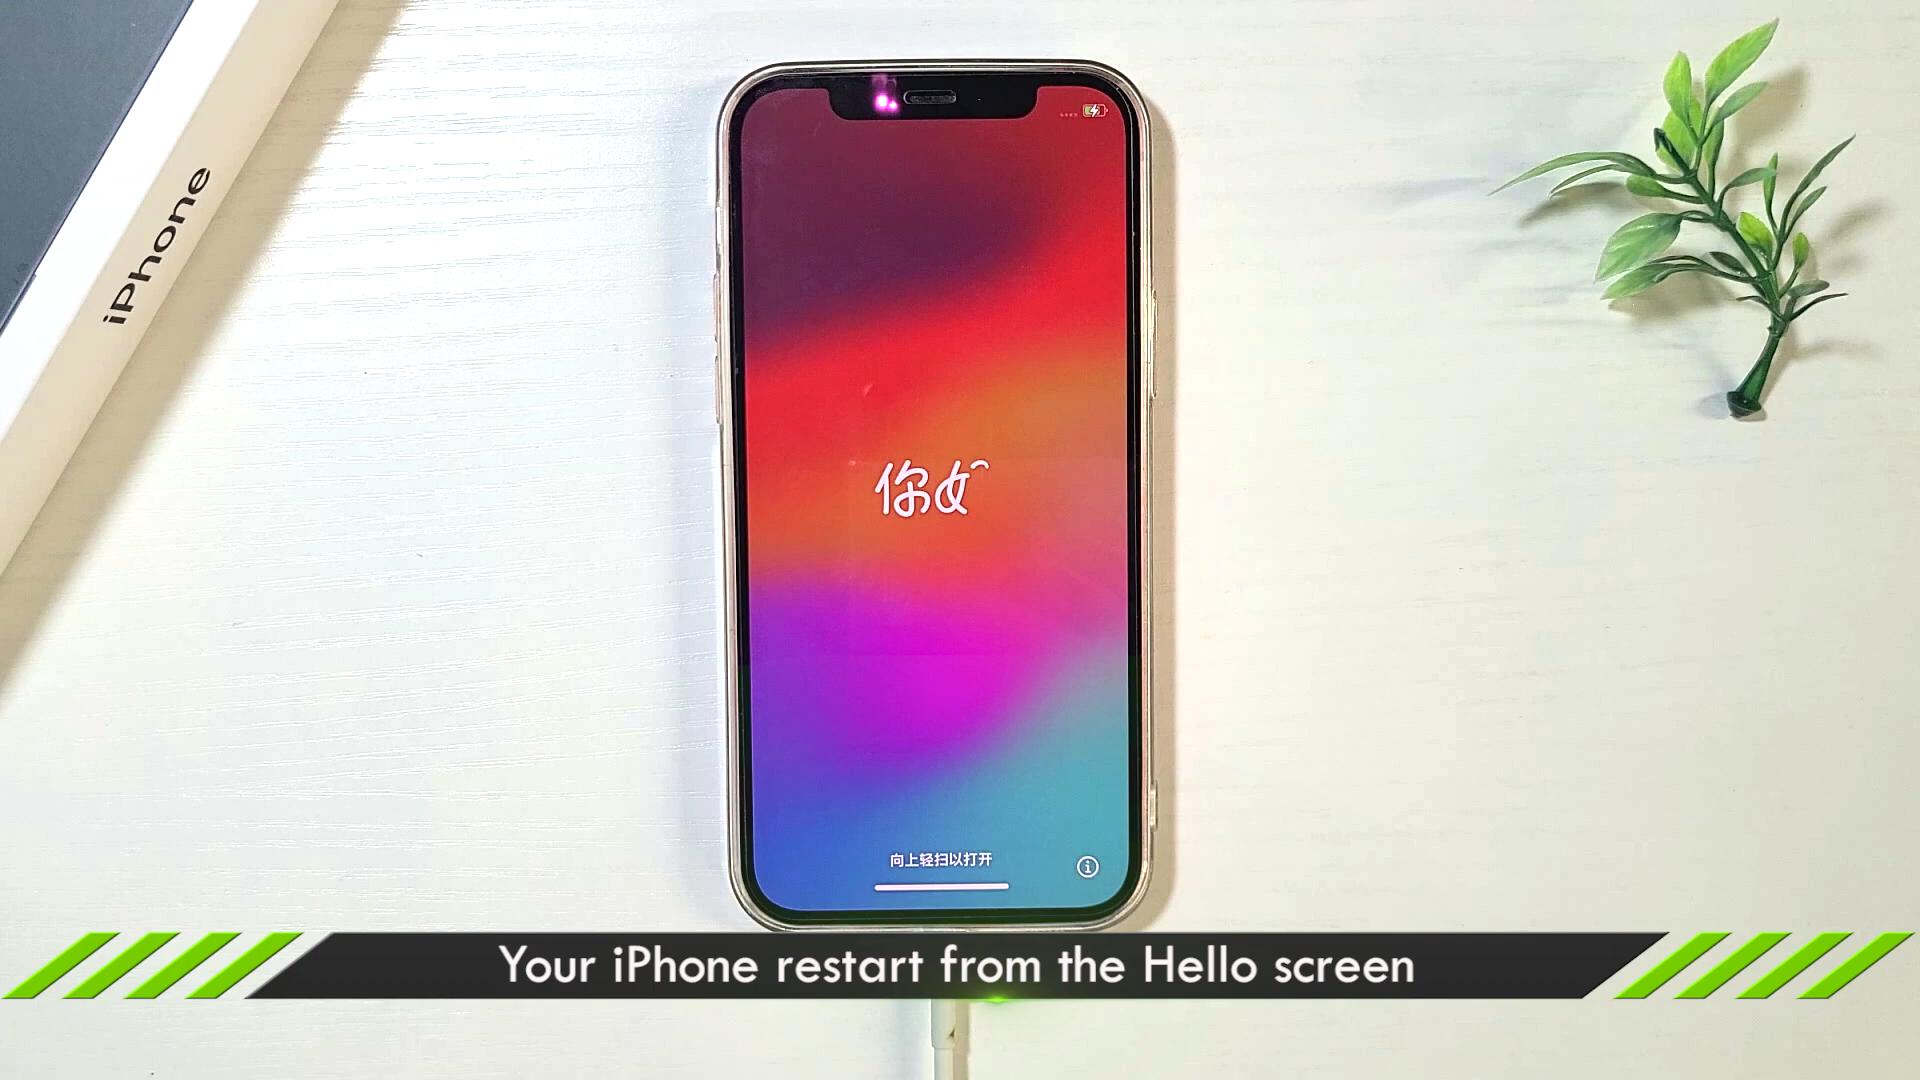 iPhone
你好
向上轻扫以打开
Your iPhone restart from the Hello screen